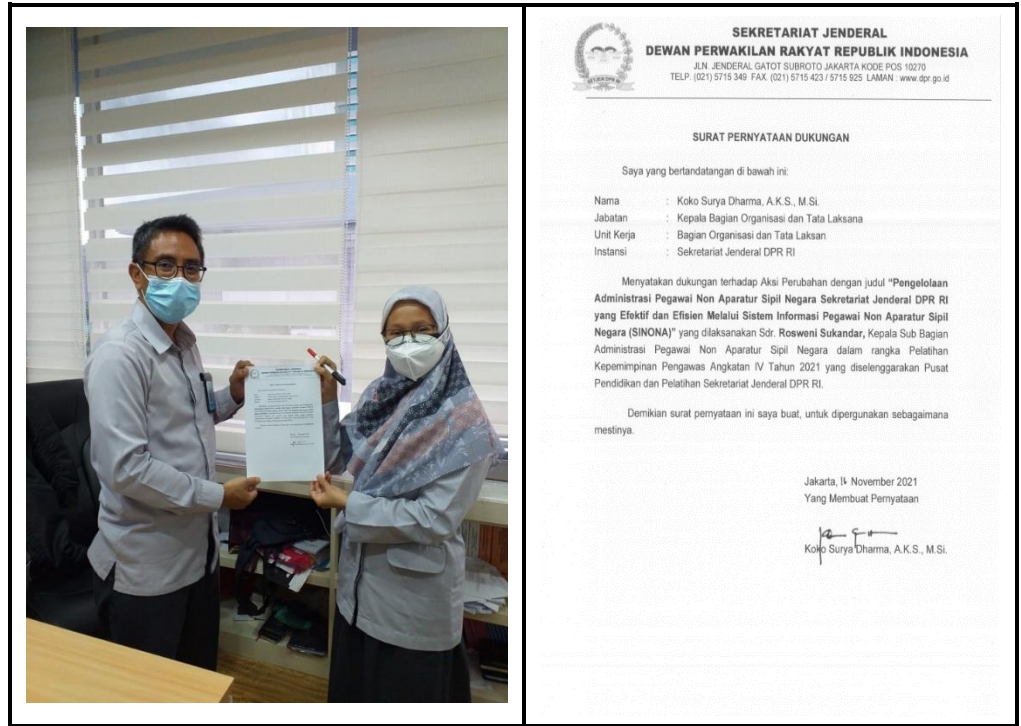 SEKRETARIAT JENDERAL
DEWAN PERWAKILAN RAKYAT REPUBLIK INDONESIA
JLN. JENDERAL GATOT SUBROTO JAKARTA KODE POS 10270
TELP. (021) 5715 349 FAX. (021) 5715 423 / 5715 925 LAMAN : www.dpr.go.id
SETJEN DPR RI
SURAT PERNYATAAN DUKUNGAN
Saya yang bertandatangan di bawah ini:
Nama : Koko Surya Dharma, A.K.S., M.Si.
Jabatan : Kepala Bagian Organisasi dan Tata Laksana
Unit Kerja : Bagian Organisasi dan Tata Laksan
Instansi : Sekretariat Jenderal DPR RI
Menyatakan dukungan terhadap Aksi Perubahan dengan judul “Pengelolaan
Administrasi Pegawai Non Aparatur Sipil Negara Sekretariat Jenderal DPR RI
yang Efektif dan Efisien Melalui Sistem Informasi Pegawai Non Aparatur Sipil
Negara (SINONA)” yang dilaksanakan Sdr. Rosweni Sukandar, Kepala Sub Bagian
Administrasi Pegawai Non Aparatur Sipil Negara dalam rangka Pelatihan
Kepemimpinan Pengawas Angkatan IV Tahun 2021 yang diselenggarakan Pusat
Pendidikan dan Pelatihan Sekretariat Jenderal DPR RI.
Demikian surat pernyataan ini saya buat, untuk dipergunakan sebagaimana
mestinya.
Jakarta, 16 November 2021
Yang Membuat Pernyataan
Koko Surya Dharma, A.K.S., M.Si.